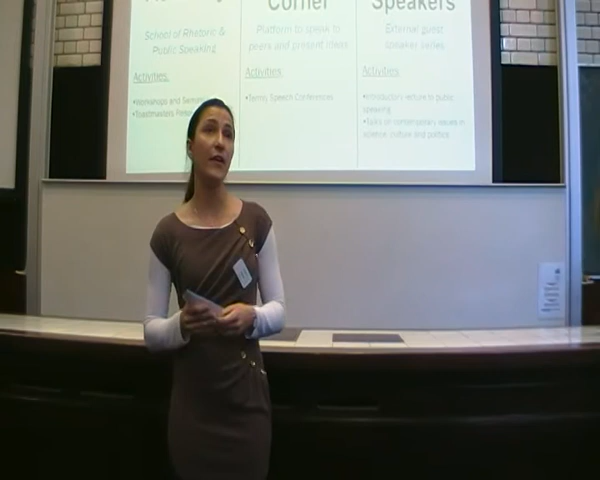 Corner
Speakers
School of Rhetoric &
Public Speaking
Platform to speak to
peers and present ideas
External guest
speaker series
Activities:
Activities
Activities
•Workshops and
•Toastmasters
•Termly Speech Conferences
•Introductory lecture to public
speaking
•Talks on contemporary issues in
science, culture and politics